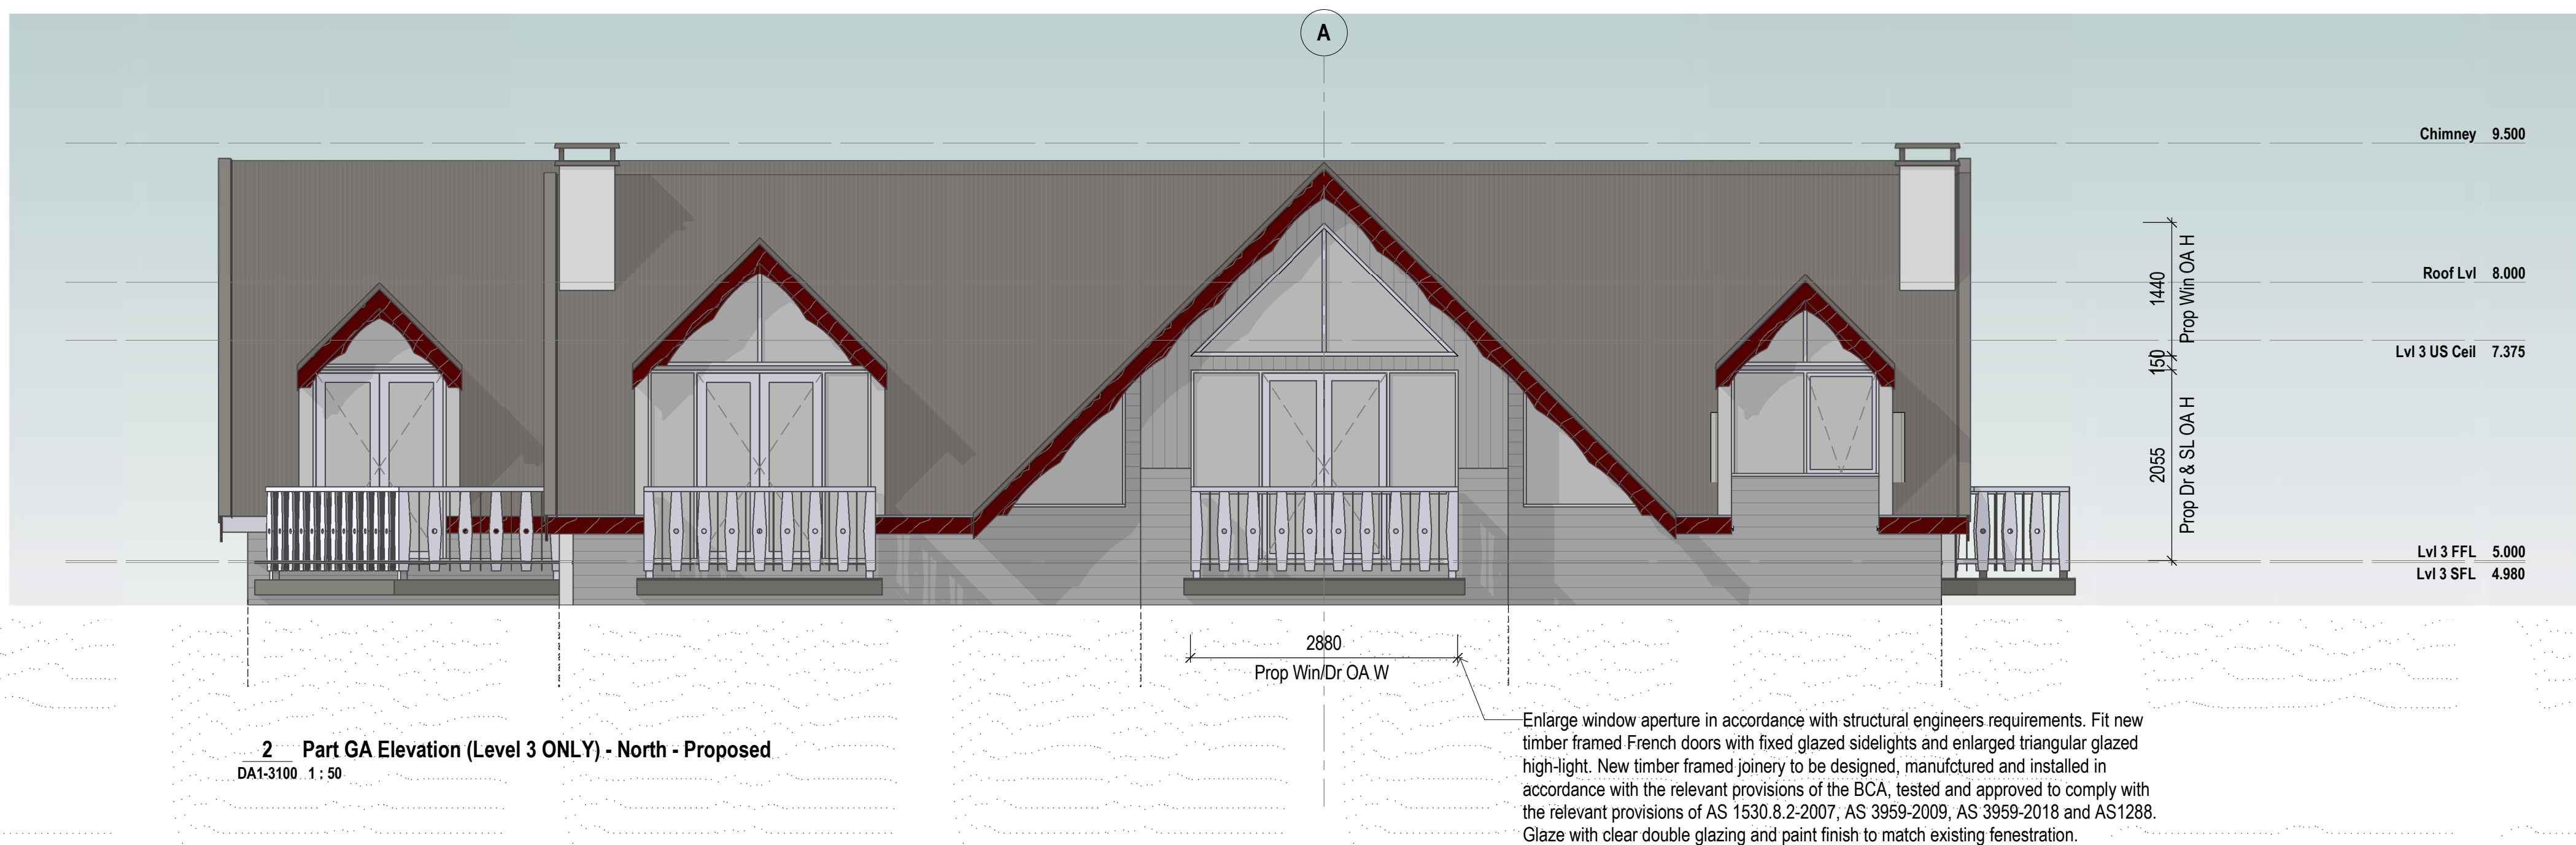 A
Chimney 9.500
Roof Lvl 8.000
Lvl 3 US Ceil 7.375
Lvl 3 FFL 5.000
Lvl 3 SFL 4.980
1440
Prop Win OA H
150
2055
Prop Dr & SL OA H
2880
Prop Win/Dr OA W
Enlarge window aperture in accordance with structural engineers requirements. Fit new
timber framed French doors with fixed glazed sidelights and enlarged triangular glazed
high-light. New timber framed joinery to be designed, manufctured and installed in
accordance with the relevant provisions of the BCA, tested and approved to comply with
the relevant provisions of AS 1530.8.2-2007, AS 3959-2009, AS 3959-2018 and AS1288.
Glaze with clear double glazing and paint finish to match existing fenestration.
2 Part GA Elevation (Level 3 ONLY) - North - Proposed
DA1-3100 1 : 50